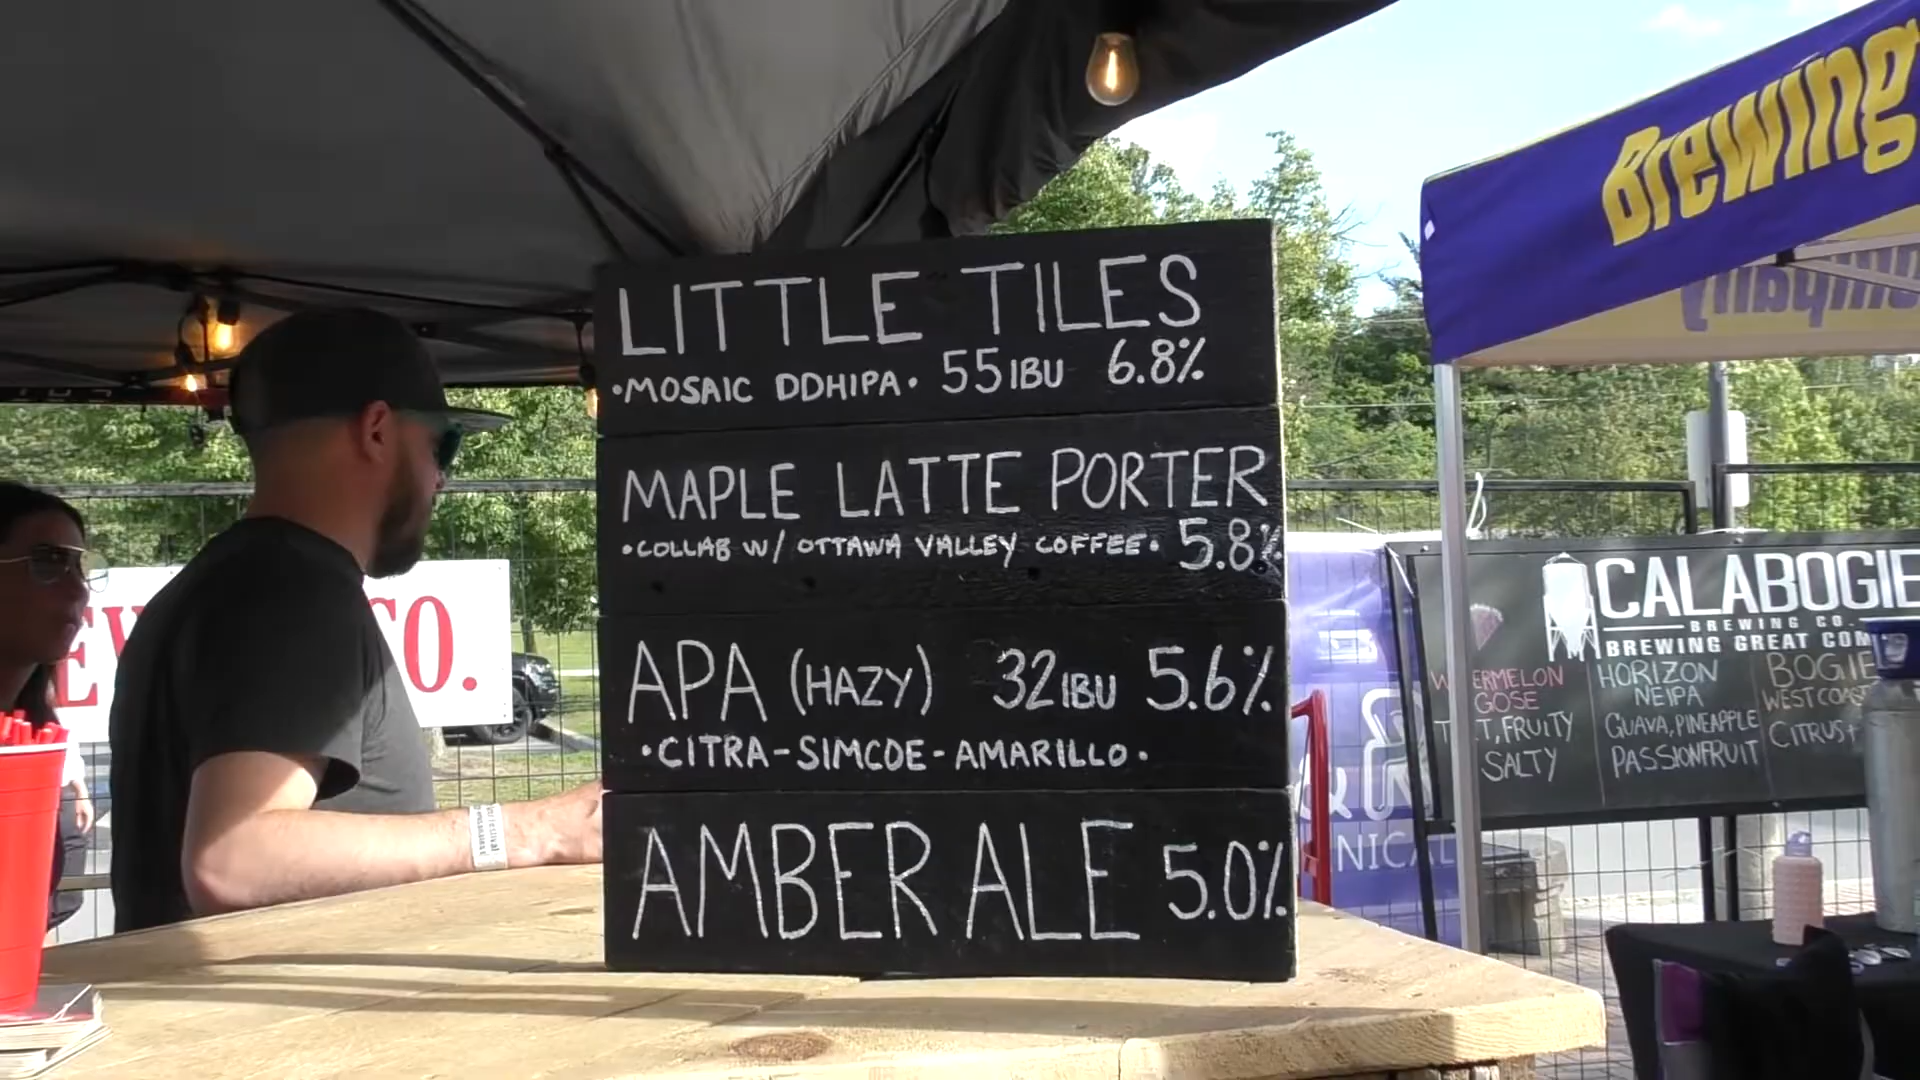 LITTLE TILES
•MOSAIC DDHIPA• 55IBU 6.8%
MAPLE LATTE PORTER
•COLLAB W/ OTTAWA VALLEY COFFEE• 5.8%
APA (HAZY) 32IBU 5.6%
•CITRA-SIMCOE-AMARILLO•
AMBER ALE 5.0%
Brewing
CO.
CALABOGIE
BREWING CO.
BREWING GREAT
GOSE
SALTY
HORIZON
NEIPA
GUAVA, PINEAPPLE
PASSIONFRUIT
BOGIE
WEST COAST
CITRUS+